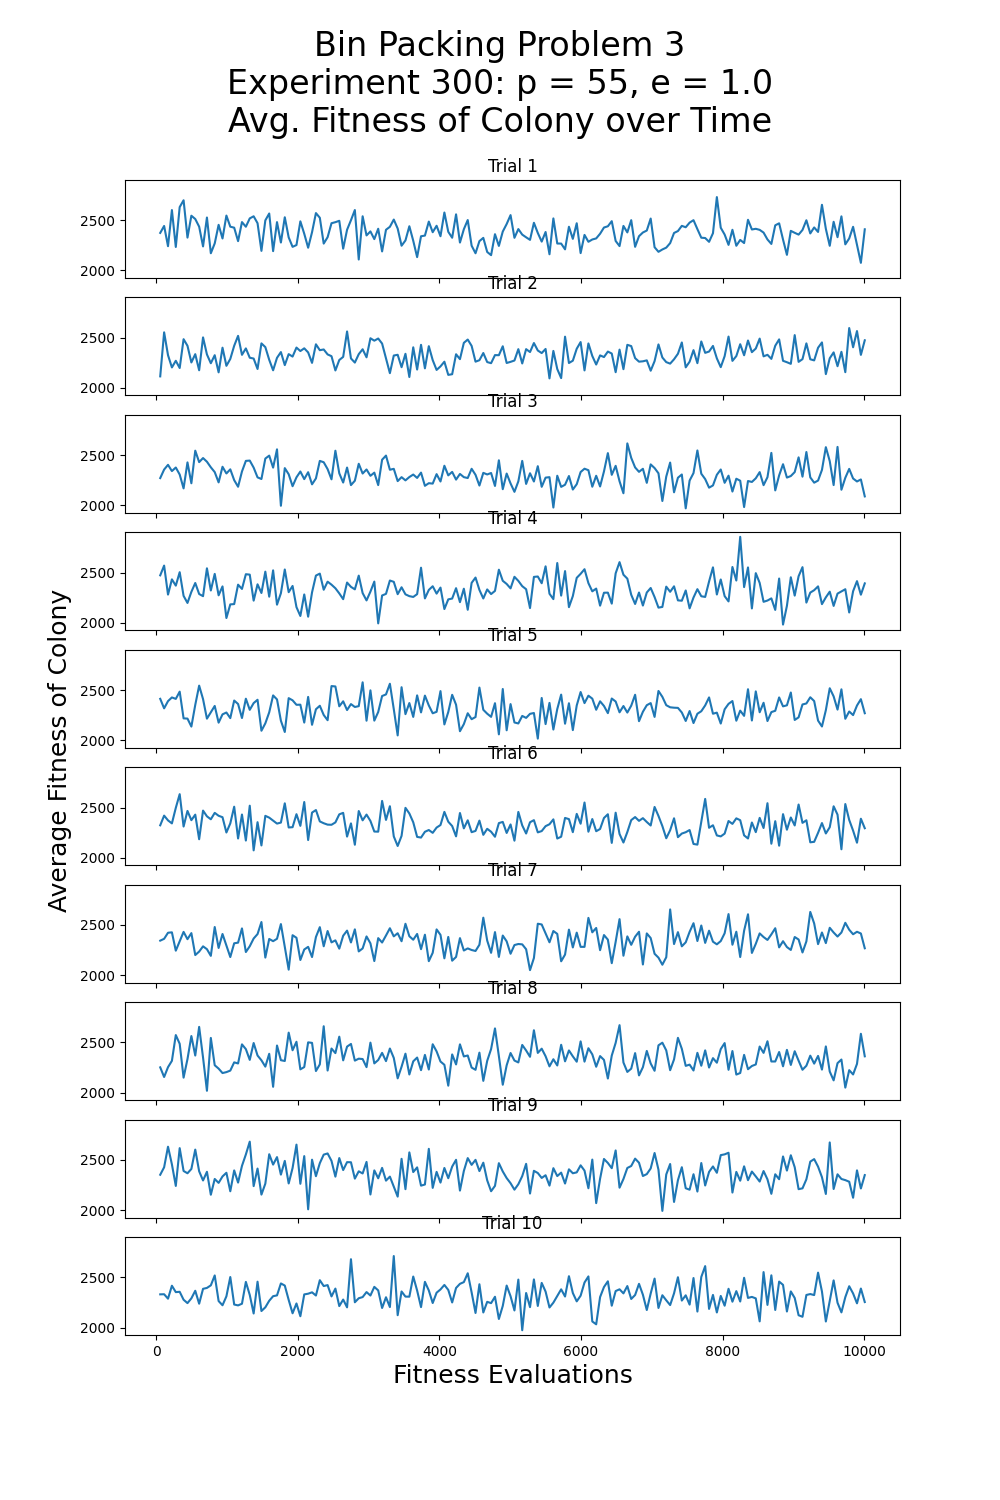 Bin Packing Problem 3
Experiment 300: p = 55, e = 1.0
Avg. Fitness of Colony over Time
Trial 1
2500
2000
Trial 2
2500
2000
Trial 3
2500
2000
Trial 4
2500
2000
Trial 5
2500
2000
Trial 6
2500
2000
Trial 7
2500
2000
Trial 8
2500
2000
Trial 9
2500
2000
Trial 10
2500
2000
0 2000 4000 6000 8000 10000
Fitness Evaluations
Average Fitness of Colony